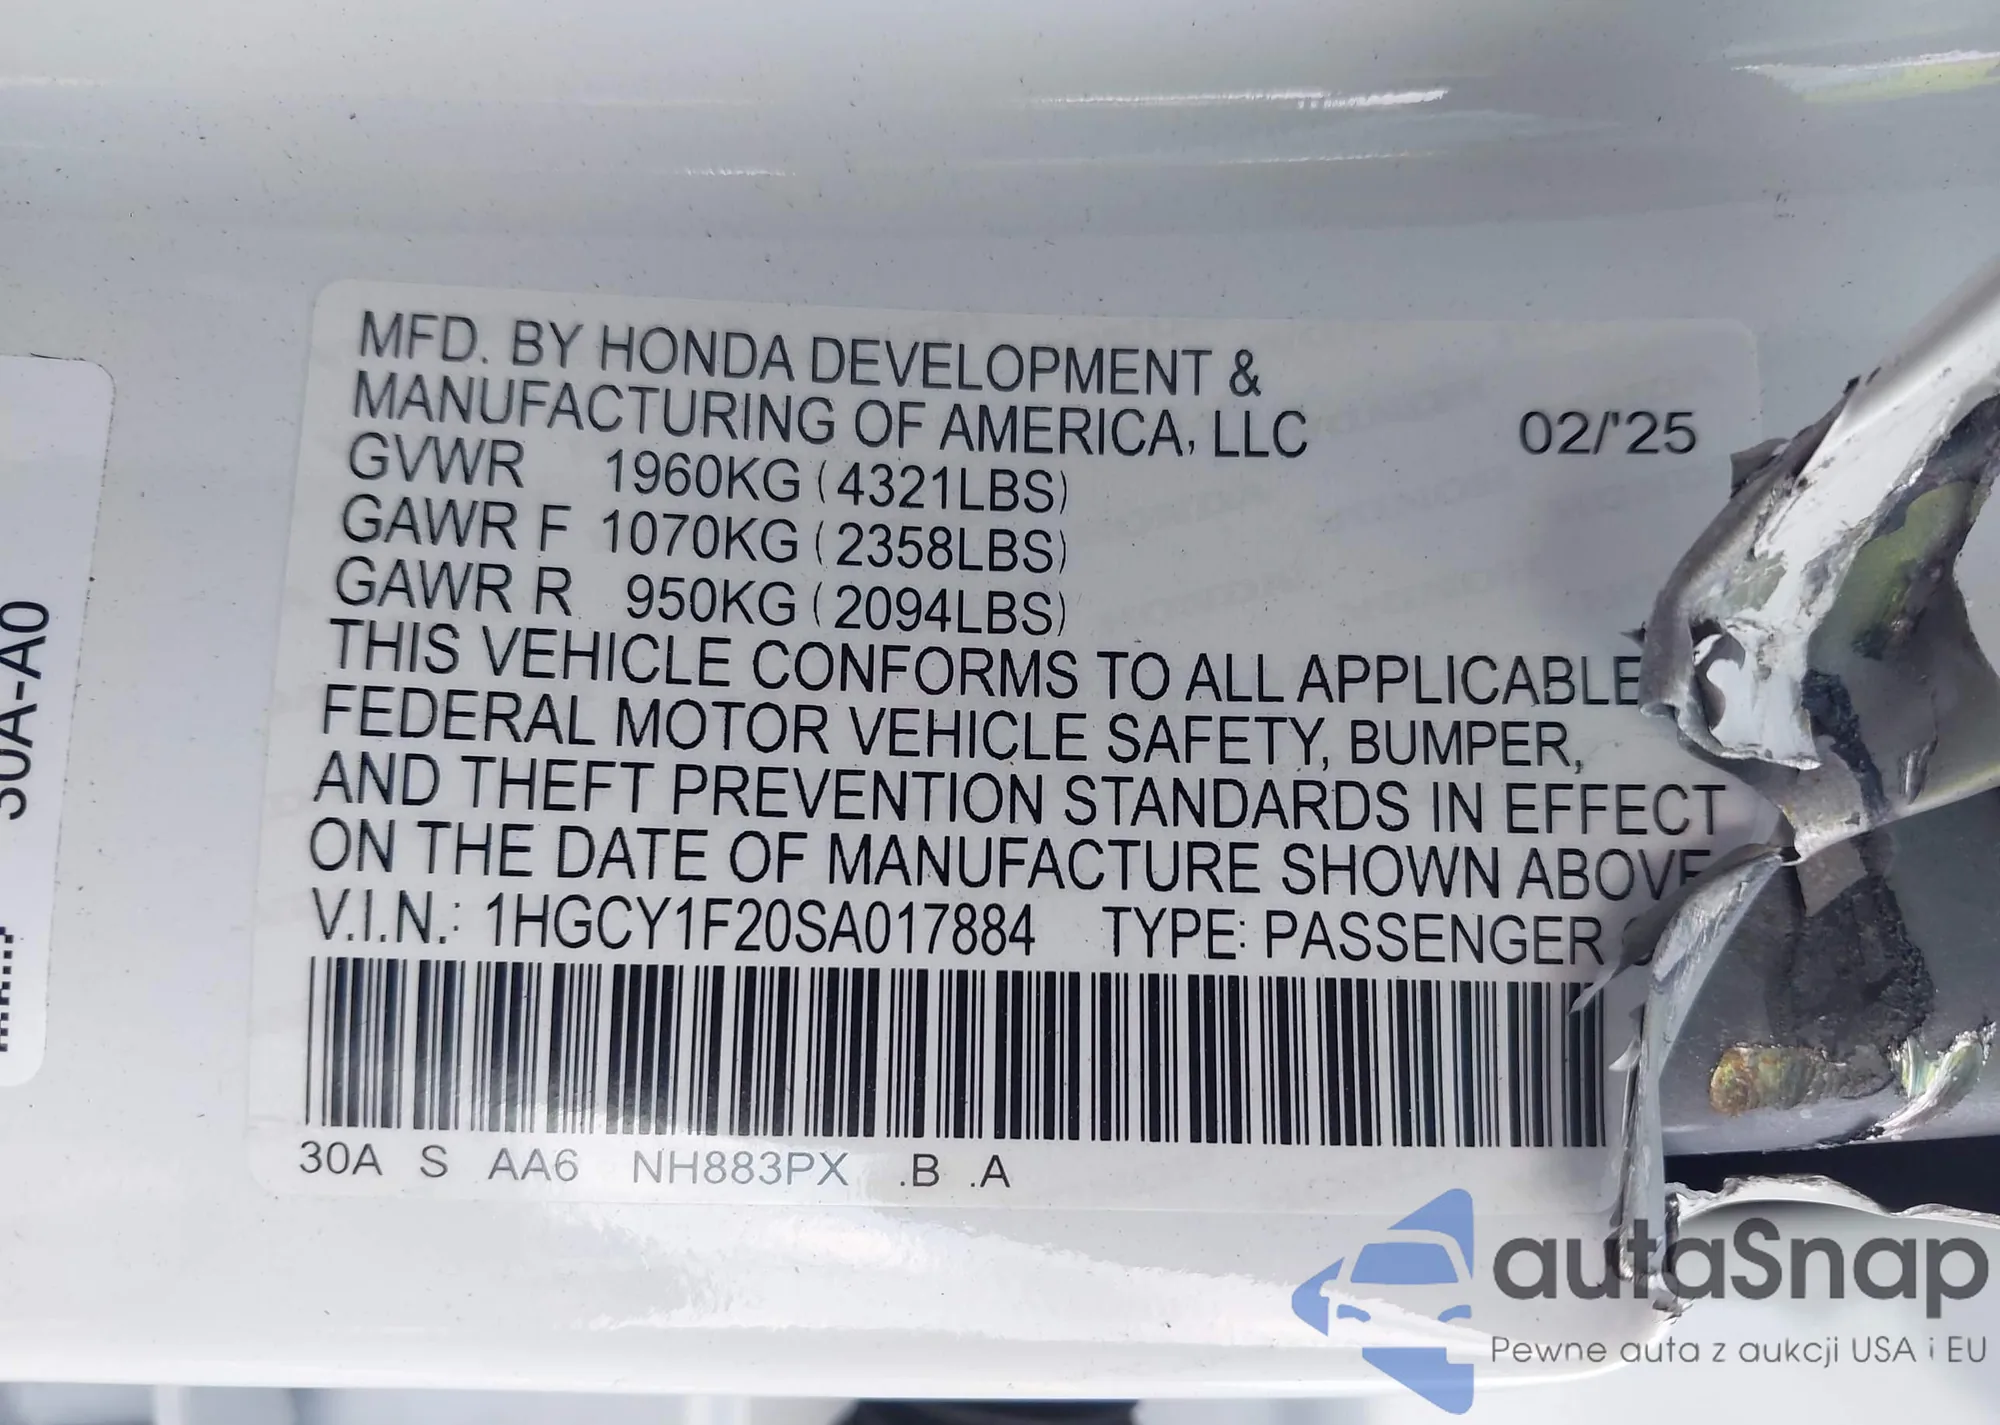 MFD. BY HONDA DEVELOPMENT &
MANUFACTURING OF AMERICA, LLC 02/'25
GVWR 1960KG (4321LBS)
GAWR F 1070KG (2358LBS)
GAWR R 950KG (2094LBS)
THIS VEHICLE CONFORMS TO ALL APPLICABLE
FEDERAL MOTOR VEHICLE SAFETY, BUMPER,
AND THEFT PREVENTION STANDARDS IN EFFECT
ON THE DATE OF MANUFACTURE SHOWN ABOVE
V.I.N.: 1HGCY1F20SA017884 TYPE: PASSENGER
30A S AA6 NH883PX .B .A
30A-A0
autaSnap
Pewne auta z aukcji USA i EU